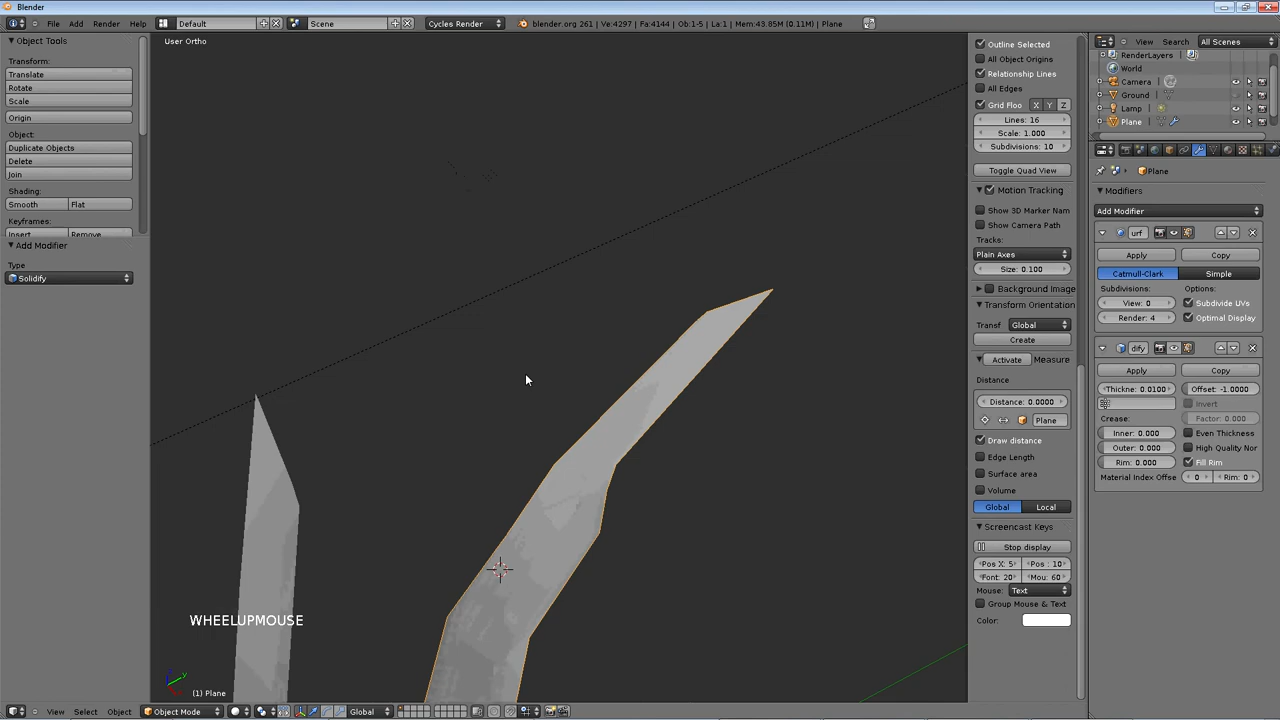 Blender
File Add Render Help
Default
Scene
Cycles Render
blender.org 261 | Ve:4297 | Fa:4144 | Ob:1-5 | La:1 | Mem:43.85M (0.11M) | Plane
View Search All Scenes
Object Tools
Transform:
Translate
Rotate
Scale
Origin
Object:
Duplicate Objects
Delete
Join
Shading:
Smooth Flat
Keyframes:
Insert Remove
Add Modifier
Type
Solidify
User Ortho
WHEELUPMOUSE
(1) Plane
View Select Object
Object Mode
Global
Outline Selected
All Object Origins
Relationship Lines
All Edges
Grid Floo X Y Z
Lines: 16
Scale: 1.000
Subdivisions: 10
Toggle Quad View
Motion Tracking
Show 3D Marker Nam
Show Camera Path
Tracks:
Plain Axes
Size: 0.100
Background Image
Transform Orientation
Transf Global
Create
Activate Measure
Distance
Distance: 0.0000
Plane
Draw distance
Edge Length
Surface area
Volume
Global Local
Screencast Keys
Stop display
Pos X: 5 Pos : 10
Font: 20 Mou: 60
Mouse: Text
Group Mouse & Text
Color:
RenderLayers
World
Camera
Ground
Lamp
Plane
Plane
Modifiers
Add Modifier
urf
Apply Copy
Catmull-Clark Simple
Subdivisions: Options:
View: 0 Subdivide UVs
Render: 4 Optimal Display
dify
Apply Copy
Thickne: 0.0100 Offset: -1.0000
Invert
Crease: Factor: 0.000
Inner: 0.000 Even Thickness
Outer: 0.000 High Quality Nor
Rim: 0.000 Fill Rim
Material Index Offse 0 Rim: 0